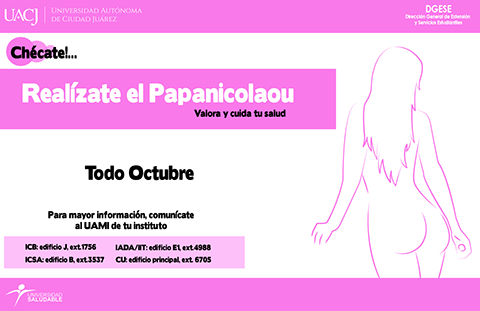 UACJ
UNIVERSIDAD AUTÓNOMA
DE CIUDAD JUÁREZ
DGESE
Dirección General de Extensión
y Servicios Estudiantiles
Chécate!...
Realízate el Papanicolaou
Valora y cuida tu salud
Todo Octubre
Para mayor información, comunícate
al UAMI de tu instituto
ICB: edificio J, ext.1756 IADA/IIT: edificio E1, ext.4988
ICSA: edificio B, ext.3537 CU: edificio principal, ext. 6705
UNIVERSIDAD
SALUDABLE